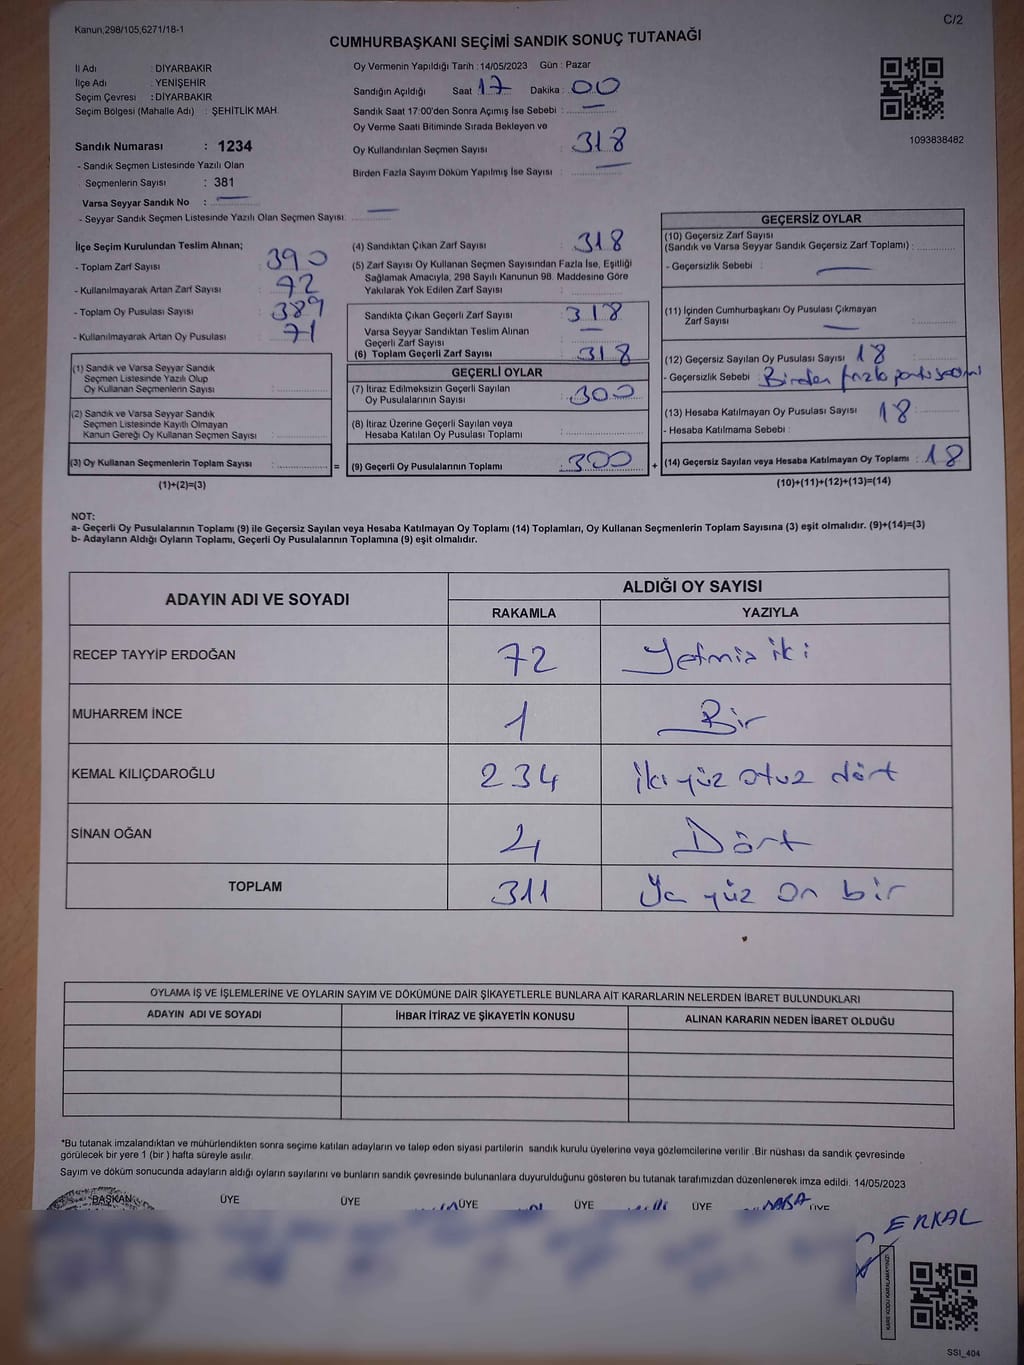 Kanun,298/105,6271/18-1
C/2
CUMHURBAŞKANI SEÇİMİ SANDIK SONUÇ TUTANAĞI
İl Adı : DİYARBAKIR
İlçe Adı : YENİŞEHİR
Seçim Çevresi : DİYARBAKIR
Seçim Bölgesi (Mahalle Adı) : ŞEHİTLİK MAH.
Sandık Numarası : 1234
- Sandık Seçmen Listesinde Yazılı Olan
Seçmenlerin Sayısı : 381
Varsa Seyyar Sandık No :
- Seyyar Sandık Seçmen Listesinde Yazılı Olan Seçmen Sayısı:
Oy Vermenin Yapıldığı Tarih :14/05/2023 Gün : Pazar
Sandığın Açıldığı Saat 17 Dakika : 00
Sandık Saat 17:00'den Sonra Açımış İse Sebebi :
Oy Verme Saati Bitiminde Sırada Bekleyen ve
Oy Kullandırılan Seçmen Sayısı : 318
Birden Fazla Sayım Döküm Yapılmış İse Sayısı :
1093838482
İlçe Seçim Kurulundan Teslim Alınan;
- Toplam Zarf Sayısı : 390
- Kullanılmayarak Artan Zarf Sayısı : 72
- Toplam Oy Pusulası Sayısı : 389
- Kullanılmayarak Artan Oy Pusulası : 71
(1) Sandık ve Varsa Seyyar Sandık
Seçmen Listesinde Yazılı Olup
Oy Kullanan Seçmenlerin Sayısı :
(2) Sandık ve Varsa Seyyar Sandık
Seçmen Listesinde Kayıtlı Olmayan
Kanun Gereği Oy Kullanan Seçmen Sayısı :
(3) Oy Kullanan Seçmenlerin Toplam Sayısı :
(1)+(2)=(3)
=
(4) Sandıktan Çıkan Zarf Sayısı : 318
(5) Zarf Sayısı Oy Kullanan Seçmen Sayısından Fazla İse, Eşitliği
Sağlamak Amacıyla, 298 Sayılı Kanunun 98. Maddesine Göre
Yakılarak Yok Edilen Zarf Sayısı :
Sandıkta Çıkan Geçerli Zarf Sayısı : 318
Varsa Seyyar Sandıktan Teslim Alınan
Geçerli Zarf Sayısı :
(6) Toplam Geçerli Zarf Sayısı : 318
GEÇERLİ OYLAR
(7) İtiraz Edilmeksizin Geçerli Sayılan
Oy Pusulalarının Sayısı : 300
(8) İtiraz Üzerine Geçerli Sayılan veya
Hesaba Katılan Oy Pusulası Toplamı :
(9) Geçerli Oy Pusulalarının Toplamı : 300
+
GEÇERSİZ OYLAR
(10) Geçersiz Zarf Sayısı
(Sandık ve Varsa Seyyar Sandık Geçersiz Zarf Toplamı) :
- Geçersizlik Sebebi :
(11) İçinden Cumhurbaşkanı Oy Pusulası Çıkmayan
Zarf Sayısı :
(12) Geçersiz Sayılan Oy Pusulası Sayısı : 18
- Geçersizlik Sebebi : Birden fazla
(13) Hesaba Katılmayan Oy Pusulası Sayısı : 18
- Hesaba Katılmama Sebebi :
(14) Geçersiz Sayılan veya Hesaba Katılmayan Oy Toplamı : 18
(10)+(11)+(12)+(13)=(14)
NOT:
a- Geçerli Oy Pusulalarının Toplamı (9) ile Geçersiz Sayılan veya Hesaba Katılmayan Oy Toplamı (14) Toplamları, Oy Kullanan Seçmenlerin Toplam Sayısına (3) eşit olmalıdır. (9)+(14)=(3)
b- Adayların Aldığı Oyların Toplamı, Geçerli Oy Pusulalarının Toplamına (9) eşit olmalıdır.
ADAYIN ADI VE SOYADI
ALDIĞI OY SAYISI
RAKAMLA YAZIYLA
RECEP TAYYİP ERDOĞAN 72 Yetmiş iki
MUHARREM İNCE 1 Bir
KEMAL KILIÇDAROĞLU 234 iki yüz otuz dört
SİNAN OĞAN 4 Dört
TOPLAM 311 yüz on bir
OYLAMA İŞ VE İŞLEMLERİNE VE OYLARIN SAYIM VE DÖKÜMÜNE DAİR ŞİKAYETLERLE BUNLARA AİT KARARLARIN NELERDEN İBARET BULUNDUKLARI
ADAYIN ADI VE SOYADI İHBAR İTİRAZ VE ŞİKAYETİN KONUSU ALINAN KARARIN NEDEN İBARET OLDUĞU
*Bu tutanak imzalandıktan ve mühürlendikten sonra seçime katılan adayların ve talep eden siyasi partilerin sandık kurulu üyelerine veya gözlemcilerine verilir .Bir nüshası da sandık çevresinde
görülecek bir yere 1 (bir ) hafta süreyle asılır.
Sayım ve döküm sonucunda adayların aldığı oyların sayılarını ve bunların sandık çevresinde bulunanlara duyurulduğunu gösteren bu tutanak tarafımızdan düzenlenerek imza edildi. 14/05/2023
BAŞKAN ÜYE ÜYE ÜYE ÜYE ÜYE ÜYE
ERKAL
KARE KODU KARALAMAYINIZ!
SSI_404